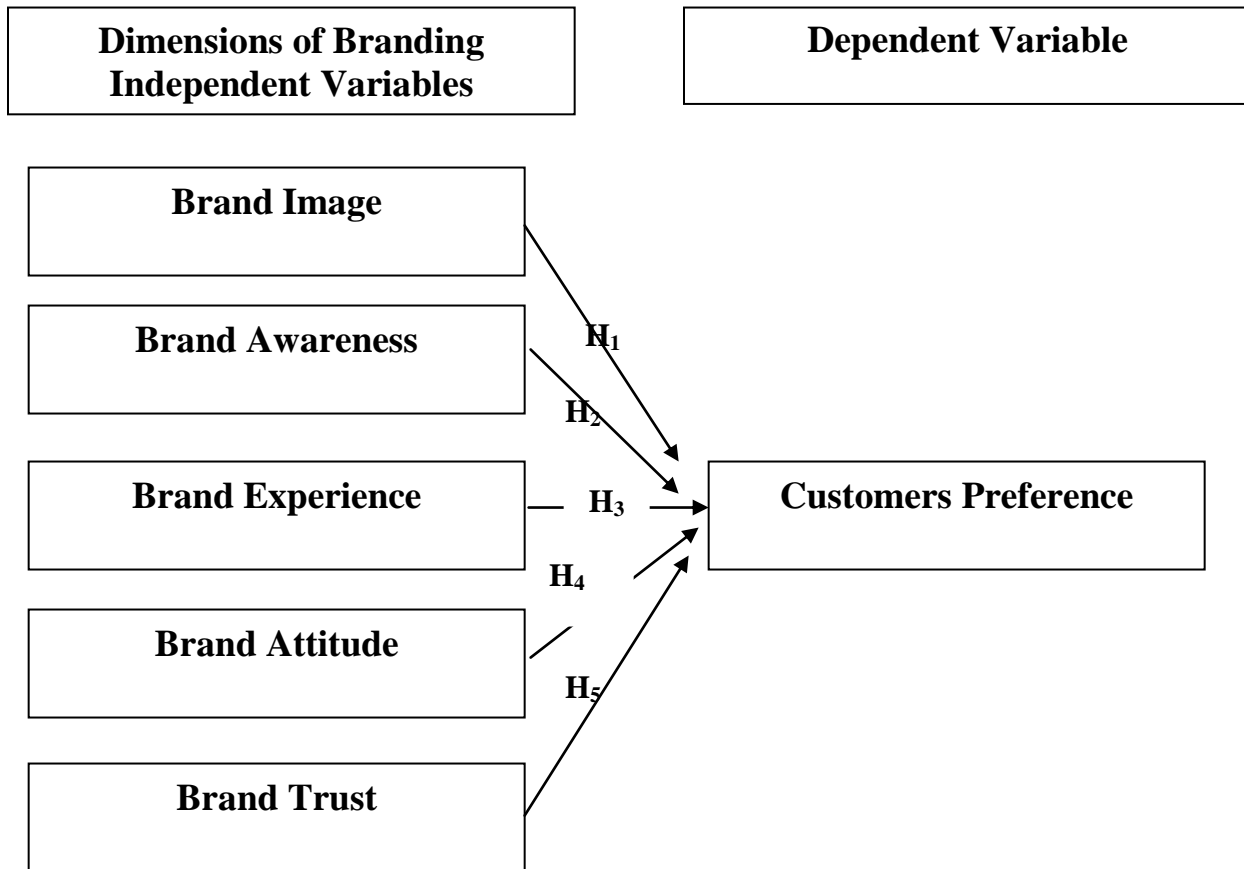 Dimensions of Branding
Independent Variables
Dependent Variable
Brand Image
H₁
Brand Awareness
H₂
Brand Experience
H₃
Customers Preference
H₄
Brand Attitude
H₅
Brand Trust